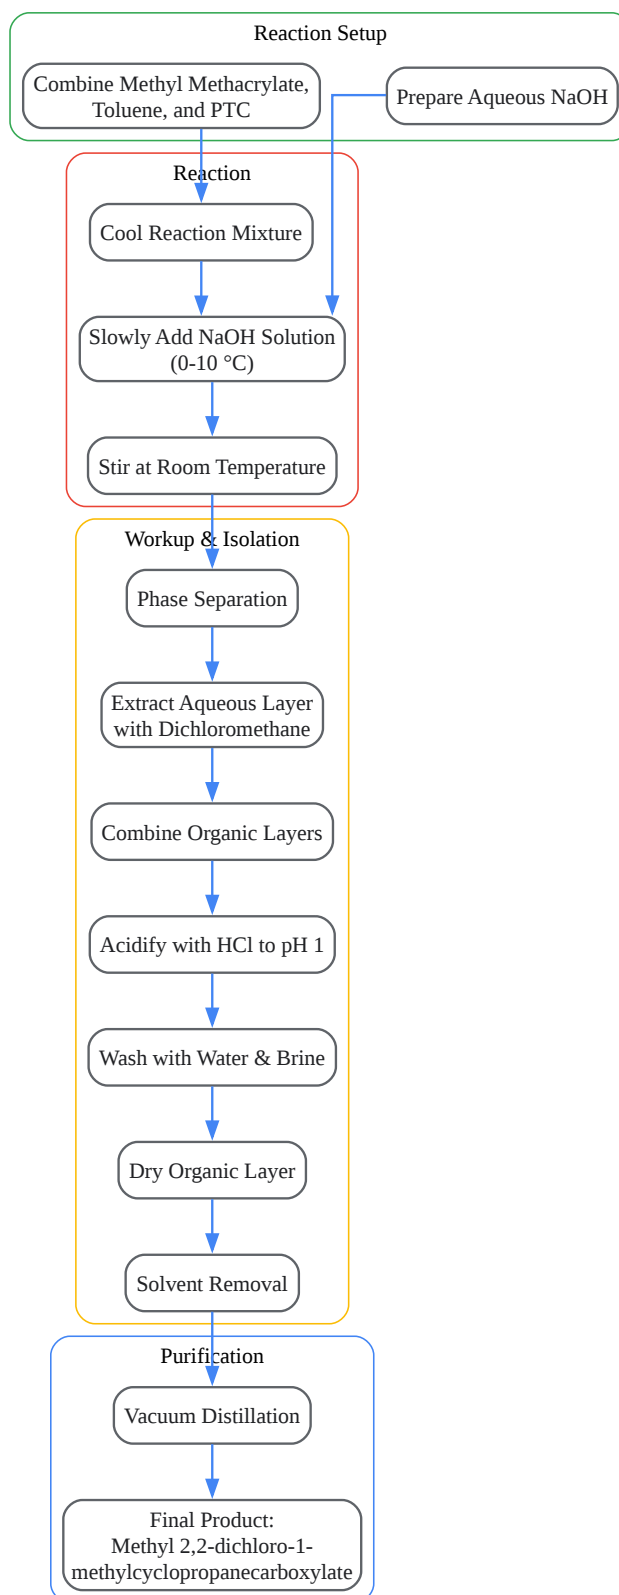 Reaction Setup
Combine Methyl Methacrylate,
Toluene, and PTC
Prepare Aqueous NaOH
Reaction
Cool Reaction Mixture
Slowly Add NaOH Solution
(0-10 °C)
Stir at Room Temperature
Workup & Isolation
Phase Separation
Extract Aqueous Layer
with Dichloromethane
Combine Organic Layers
Acidify with HCl to pH 1
Wash with Water & Brine
Dry Organic Layer
Solvent Removal
Purification
Vacuum Distillation
Final Product:
Methyl 2,2-dichloro-1-
methylcyclopropanecarboxylate